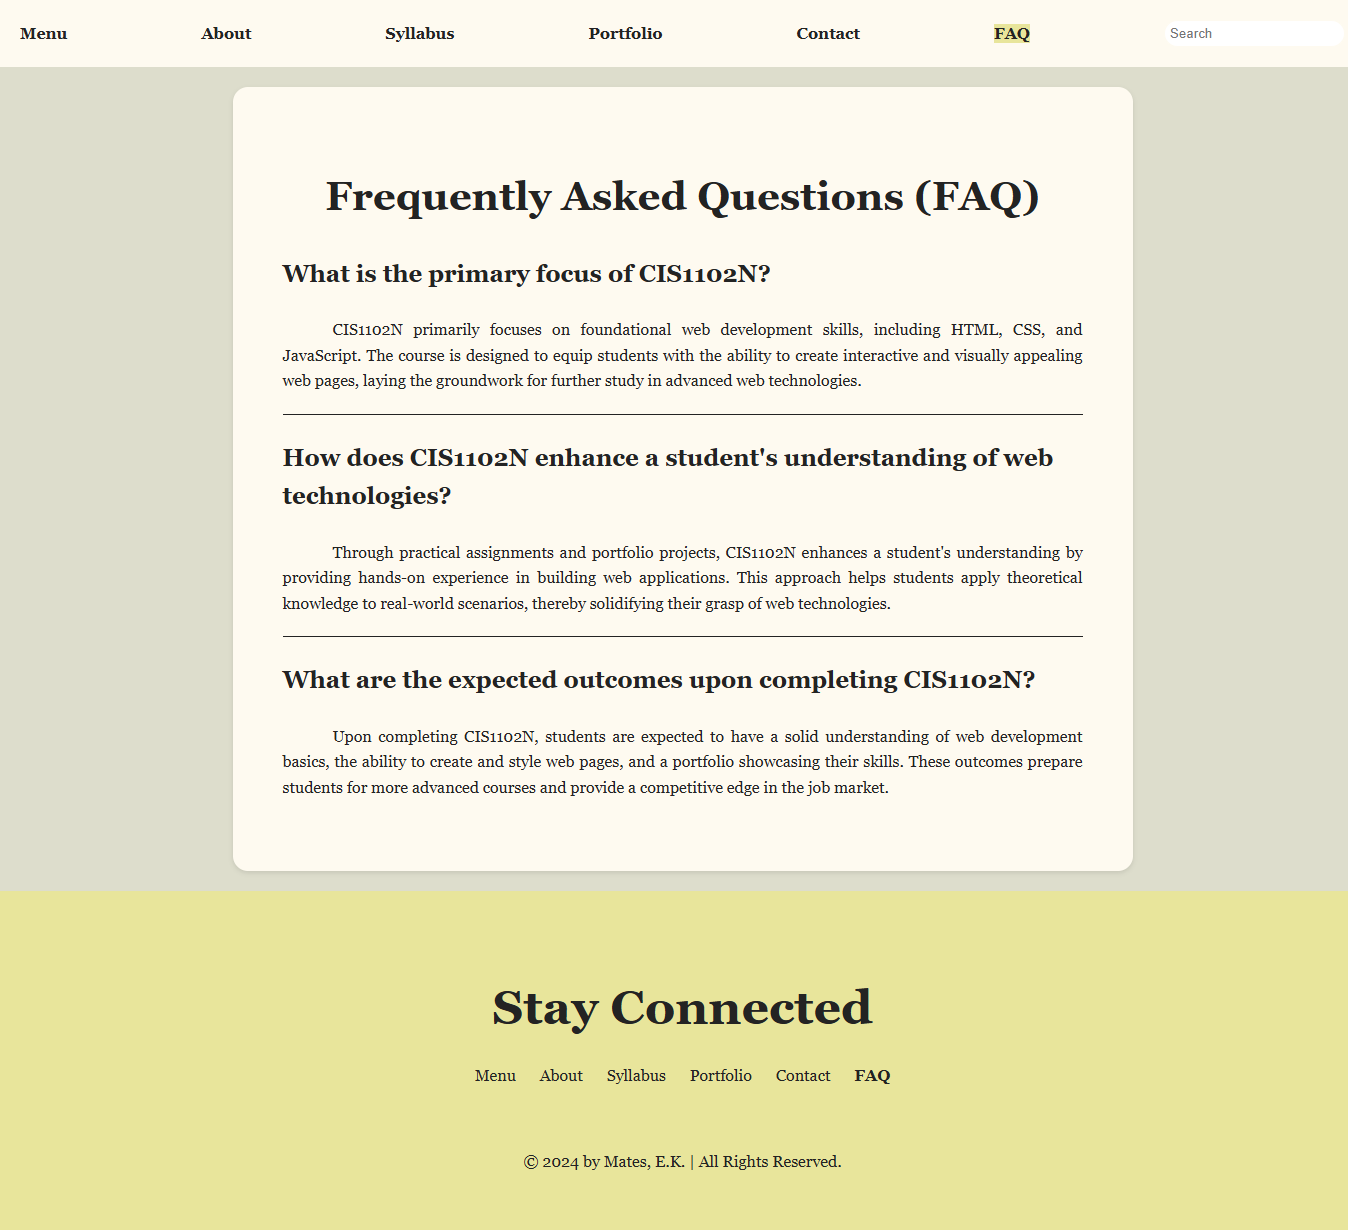 Menu About Syllabus Portfolio Contact FAQ Search
Frequently Asked Questions (FAQ)
What is the primary focus of CIS1102N?
CIS1102N primarily focuses on foundational web development skills, including HTML, CSS, and
JavaScript. The course is designed to equip students with the ability to create interactive and visually appealing
web pages, laying the groundwork for further study in advanced web technologies.
How does CIS1102N enhance a student's understanding of web
technologies?
Through practical assignments and portfolio projects, CIS1102N enhances a student's understanding by
providing hands-on experience in building web applications. This approach helps students apply theoretical
knowledge to real-world scenarios, thereby solidifying their grasp of web technologies.
What are the expected outcomes upon completing CIS1102N?
Upon completing CIS1102N, students are expected to have a solid understanding of web development
basics, the ability to create and style web pages, and a portfolio showcasing their skills. These outcomes prepare
students for more advanced courses and provide a competitive edge in the job market.
Stay Connected
Menu About Syllabus Portfolio Contact FAQ
© 2024 by Mates, E.K. | All Rights Reserved.